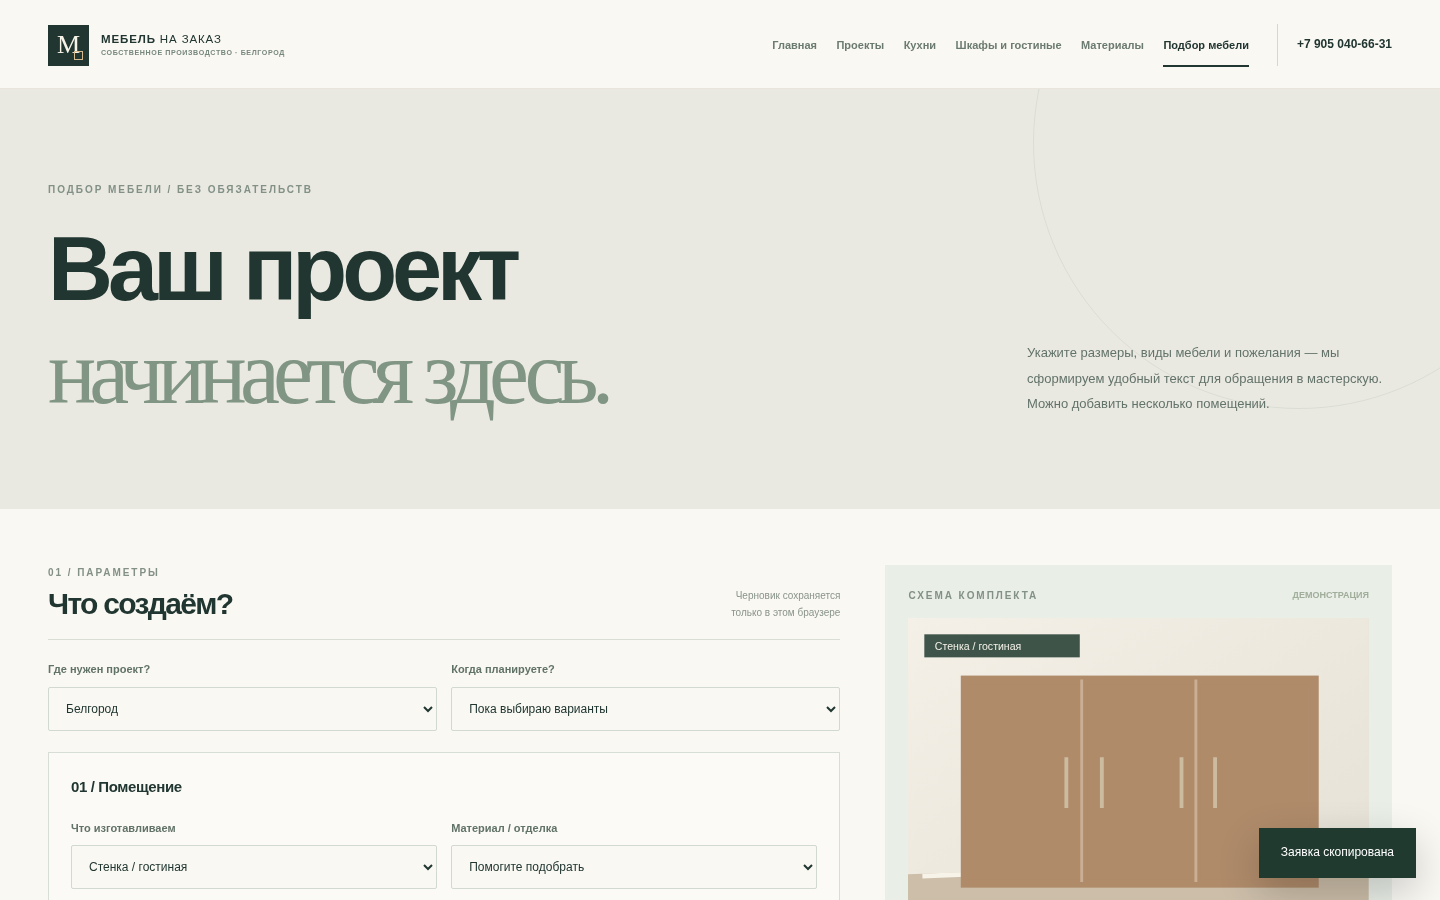 М
МЕБЕЛЬ НА ЗАКАЗ
СОБСТВЕННОЕ ПРОИЗВОДСТВО · БЕЛГОРОД
Главная
Проекты
Кухни
Шкафы и гостиные
Материалы
Подбор мебели
+7 905 040-66-31
ПОДБОР МЕБЕЛИ / БЕЗ ОБЯЗАТЕЛЬСТВ
Ваш проект
начинается здесь.
Укажите размеры, виды мебели и пожелания — мы
сформируем удобный текст для обращения в мастерскую.
Можно добавить несколько помещений.
01 / ПАРАМЕТРЫ
Что создаём?
Черновик сохраняется
только в этом браузере
Где нужен проект?
Белгород
Когда планируете?
Пока выбираю варианты
01 / Помещение
Что изготавливаем
Стенка / гостиная
Материал / отделка
Помогите подобрать
СХЕМА КОМПЛЕКТА
ДЕМОНСТРАЦИЯ
Стенка / гостиная
Заявка скопирована